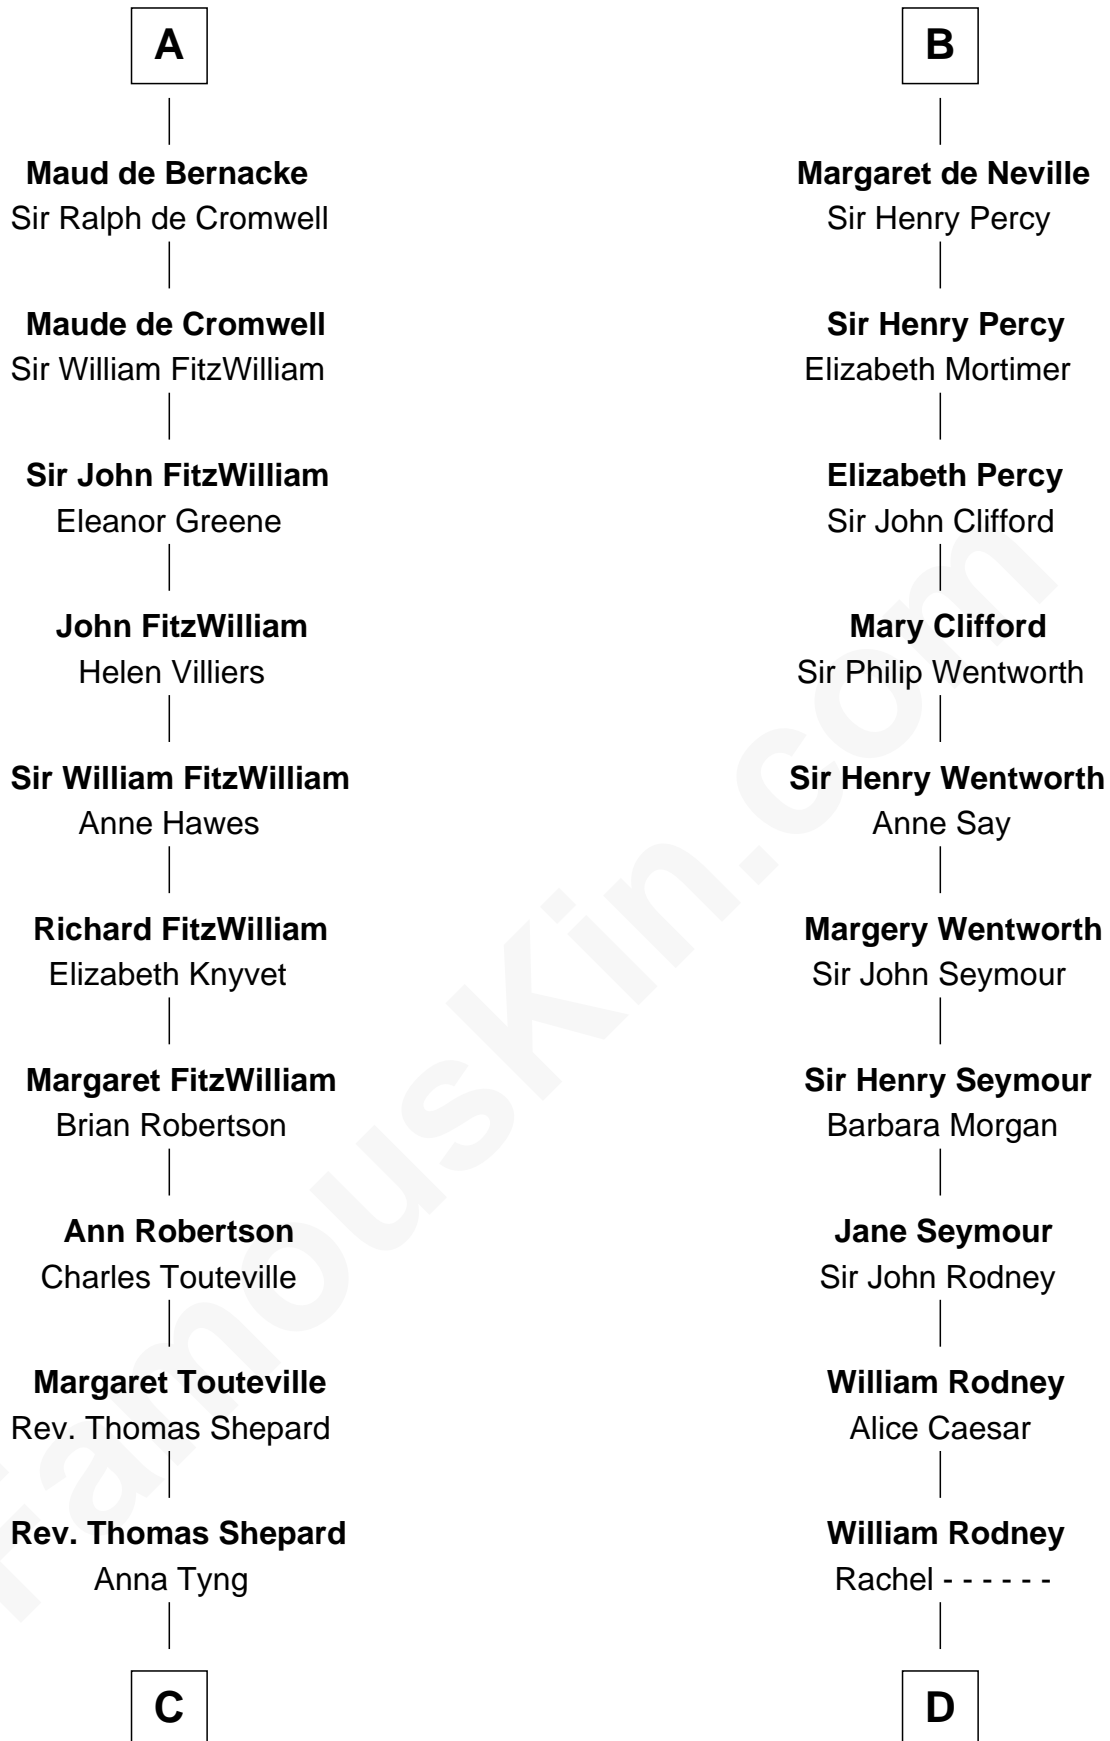 A
Maud de Bernacke
Sir Ralph de Cromwell
Maude de Cromwell
Sir William FitzWilliam
Sir John FitzWilliam
Eleanor Greene
John FitzWilliam
Helen Villiers
Sir William FitzWilliam
Anne Hawes
Richard FitzWilliam
Elizabeth Knyvet
Margaret FitzWilliam
Brian Robertson
Ann Robertson
Charles Touteville
Margaret Touteville
Rev. Thomas Shepard
Rev. Thomas Shepard
Anna Tyng
C
B
Margaret de Neville
Sir Henry Percy
Sir Henry Percy
Elizabeth Mortimer
Elizabeth Percy
Sir John Clifford
Mary Clifford
Sir Philip Wentworth
Sir Henry Wentworth
Anne Say
Margery Wentworth
Sir John Seymour
Sir Henry Seymour
Barbara Morgan
Jane Seymour
Sir John Rodney
William Rodney
Alice Caesar
William Rodney
Rachel - - - - - -
D
FamousKin.com